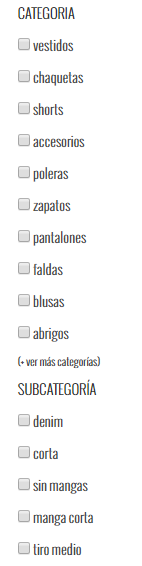 CATEGORIA
vestidos
chaquetas
shorts
accesorios
poleras
zapatos
pantalones
faldas
blusas
abrigos
(+ ver más categorías)
SUBCATEGORÍA
denim
corta
sin mangas
manga corta
tiro medio